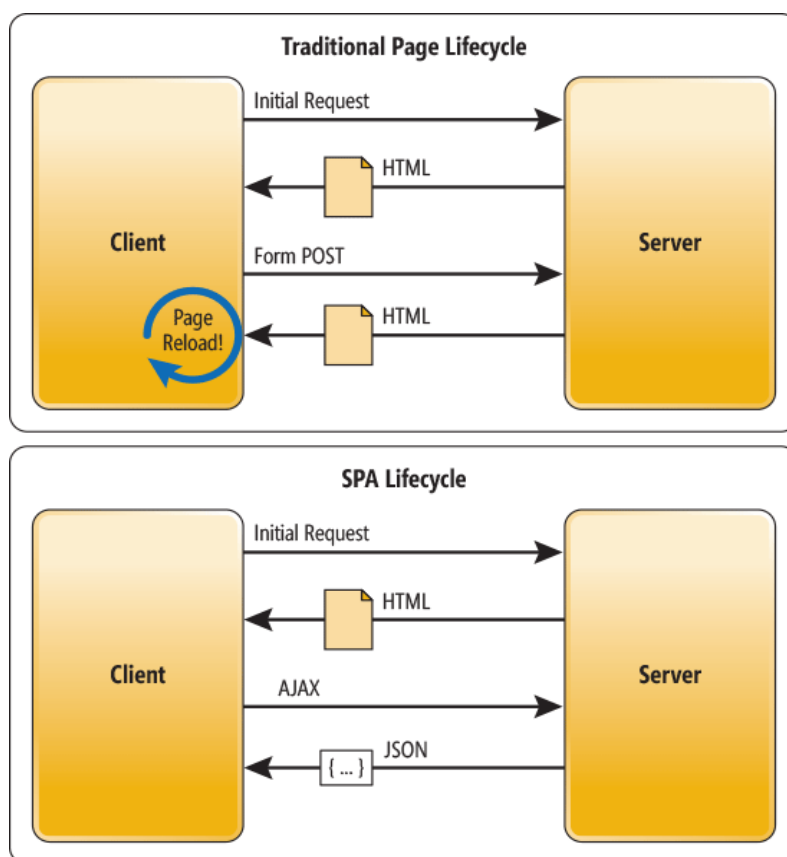 Traditional Page Lifecycle
Initial Request
HTML
Client
Server
Form POST
Page
Reload!
HTML
SPA Lifecycle
Initial Request
HTML
Client
Server
AJAX
JSON
{ ... }